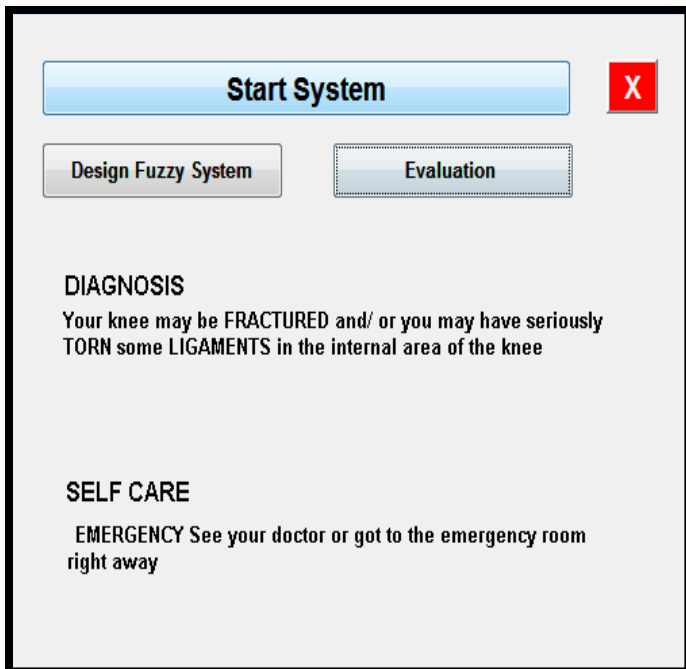 Start System
X
Design Fuzzy System
Evaluation
DIAGNOSIS
Your knee may be FRACTURED and/ or you may have seriously
TORN some LIGAMENTS in the internal area of the knee
SELF CARE
EMERGENCY See your doctor or got to the emergency room
right away